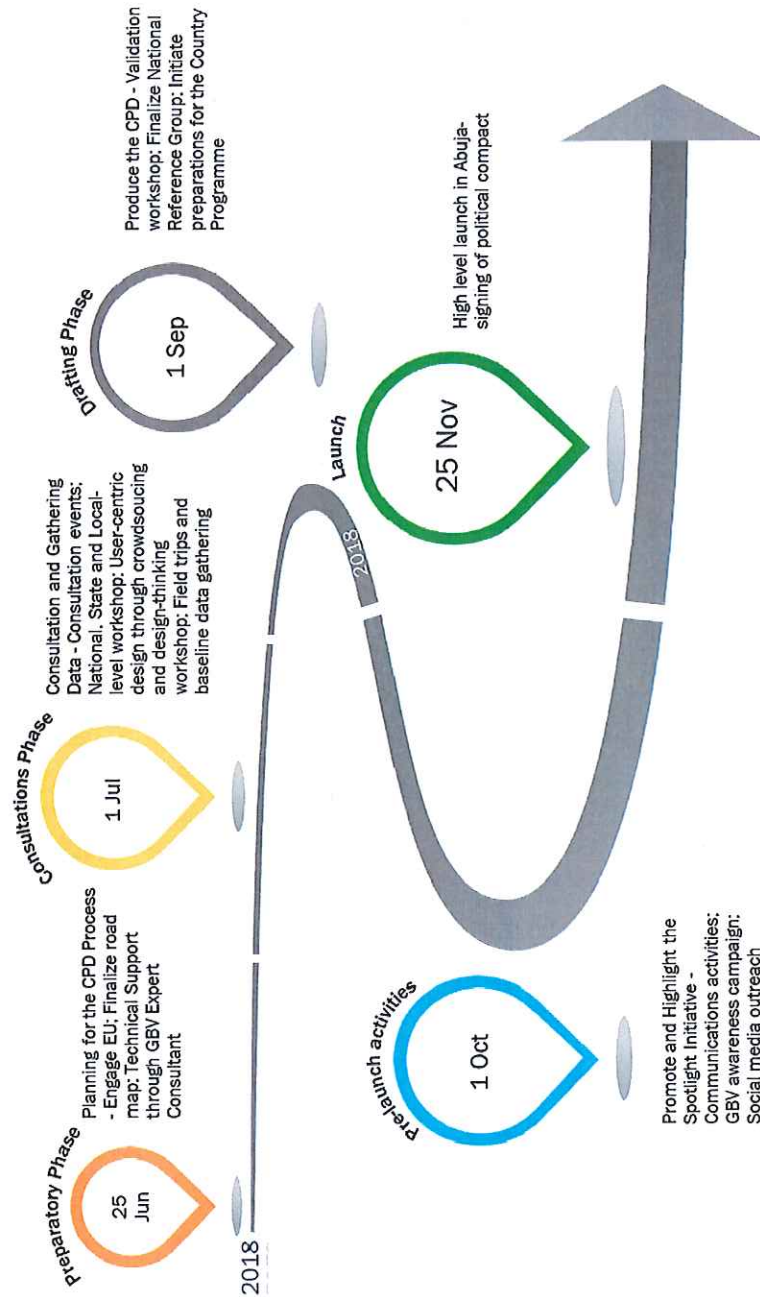 Preparatory Phase
25
Jun
Planning for the CPD Process
- Engage EU; Finalize road
map; Technical Support
through GBV Expert
Consultant
Consultations Phase
1 Jul
Consultation and Gathering
Data - Consultation events;
National, State and Local-
level workshop; User-centric
design through crowdsoucing
and design-thinking
workshop; Field trips and
baseline data gathering
Drafting Phase
1 Sep
Produce the CPD - Validation
workshop; Finalize National
Reference Group; Initiate
preparations for the Country
Programme
2018
2018
Pre-launch activities
1 Oct
Promote and Highlight the
Spotlight Initiative -
Communications activities;
GBV awareness campaign;
Social media outreach
Launch
25 Nov
High level launch in Abuja-
signing of political compact